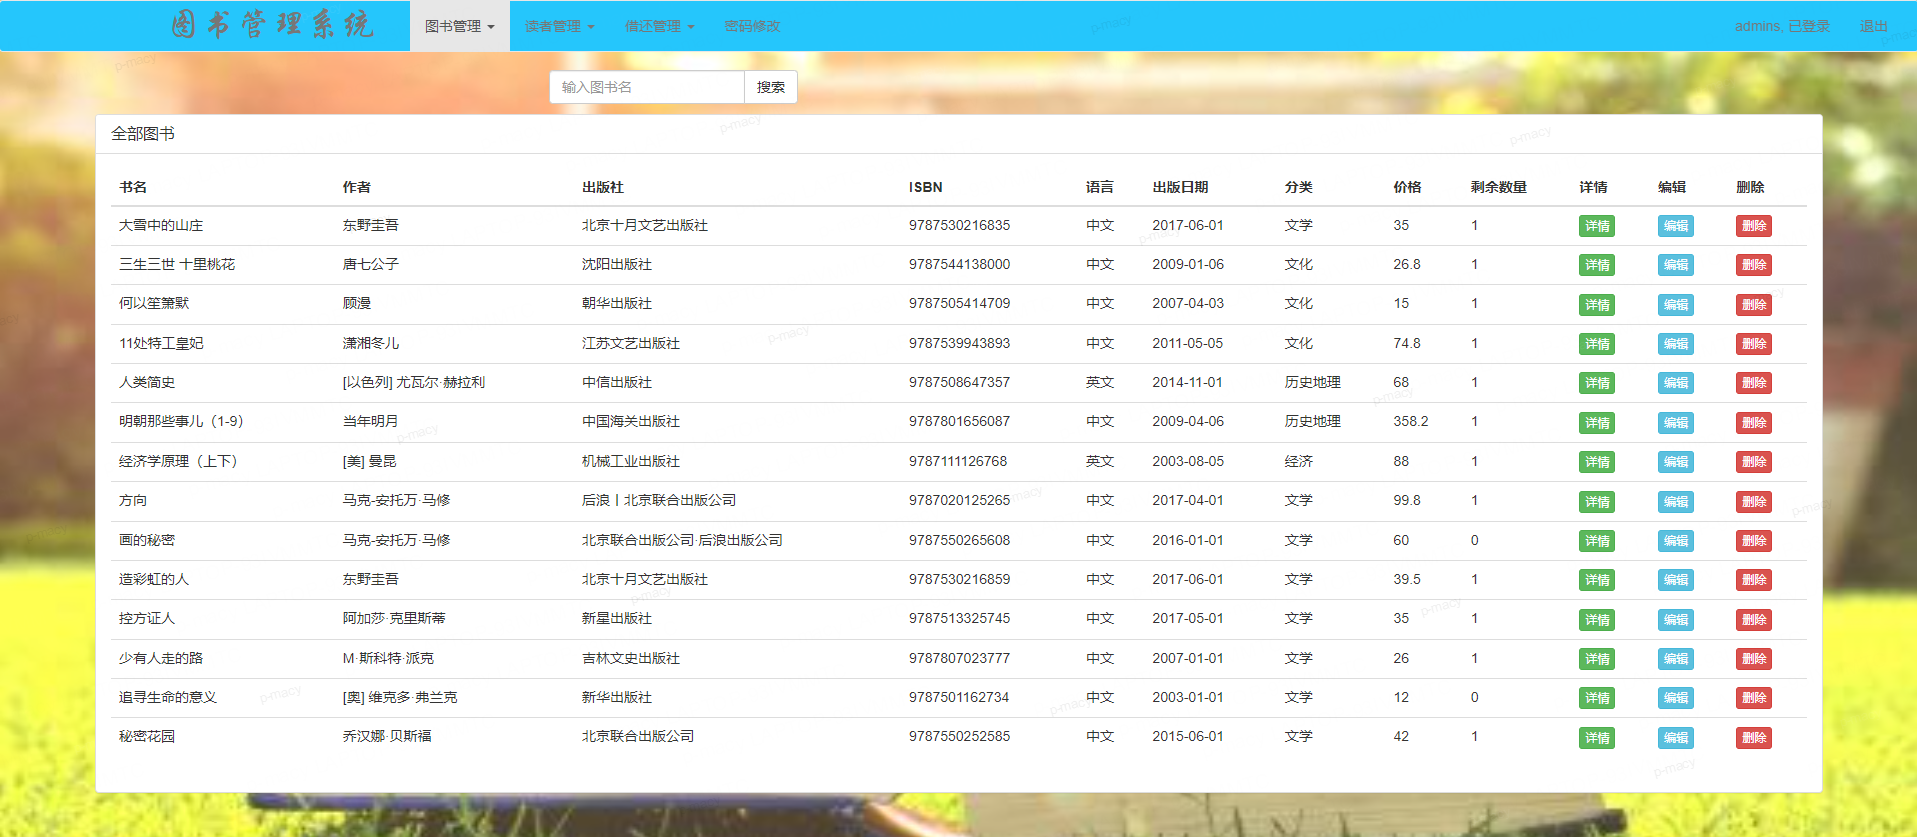 图书管理系统 图书管理 读者管理 借还管理 密码修改 admins, 已登录 退出
输入图书名 搜索
全部图书
书名 作者 出版社 ISBN 语言 出版日期 分类 价格 剩余数量 详情 编辑 删除
大雪中的山庄 东野圭吾 北京十月文艺出版社 9787530216835 中文 2017-06-01 文学 35 1 详情 编辑 删除
三生三世 十里桃花 唐七公子 沈阳出版社 9787544138000 中文 2009-01-06 文化 26.8 1 详情 编辑 删除
何以笙箫默 顾漫 朝华出版社 9787505414709 中文 2007-04-03 文化 15 1 详情 编辑 删除
11处特工皇妃 潇湘冬儿 江苏文艺出版社 9787539943893 中文 2011-05-05 文化 74.8 1 详情 编辑 删除
人类简史 [以色列] 尤瓦尔·赫拉利 中信出版社 9787508647357 英文 2014-11-01 历史地理 68 1 详情 编辑 删除
明朝那些事儿（1-9） 当年明月 中国海关出版社 9787801656087 中文 2009-04-06 历史地理 358.2 1 详情 编辑 删除
经济学原理（上下） [美] 曼昆 机械工业出版社 9787111126768 英文 2003-08-05 经济 88 1 详情 编辑 删除
方向 马克-安托万·马修 后浪丨北京联合出版公司 9787020125265 中文 2017-04-01 文学 99.8 1 详情 编辑 删除
画的秘密 马克-安托万·马修 北京联合出版公司·后浪出版公司 9787550265608 中文 2016-01-01 文学 60 0 详情 编辑 删除
造彩虹的人 东野圭吾 北京十月文艺出版社 9787530216859 中文 2017-06-01 文学 39.5 1 详情 编辑 删除
控方证人 阿加莎·克里斯蒂 新星出版社 9787513325745 中文 2017-05-01 文学 35 1 详情 编辑 删除
少有人走的路 M·斯科特·派克 吉林文史出版社 9787807023777 中文 2007-01-01 文学 26 1 详情 编辑 删除
追寻生命的意义 [奥] 维克多·弗兰克 新华出版社 9787501162734 中文 2003-01-01 文学 12 0 详情 编辑 删除
秘密花园 乔汉娜·贝斯福 北京联合出版公司 9787550252585 中文 2015-06-01 文学 42 1 详情 编辑 删除
p-macy